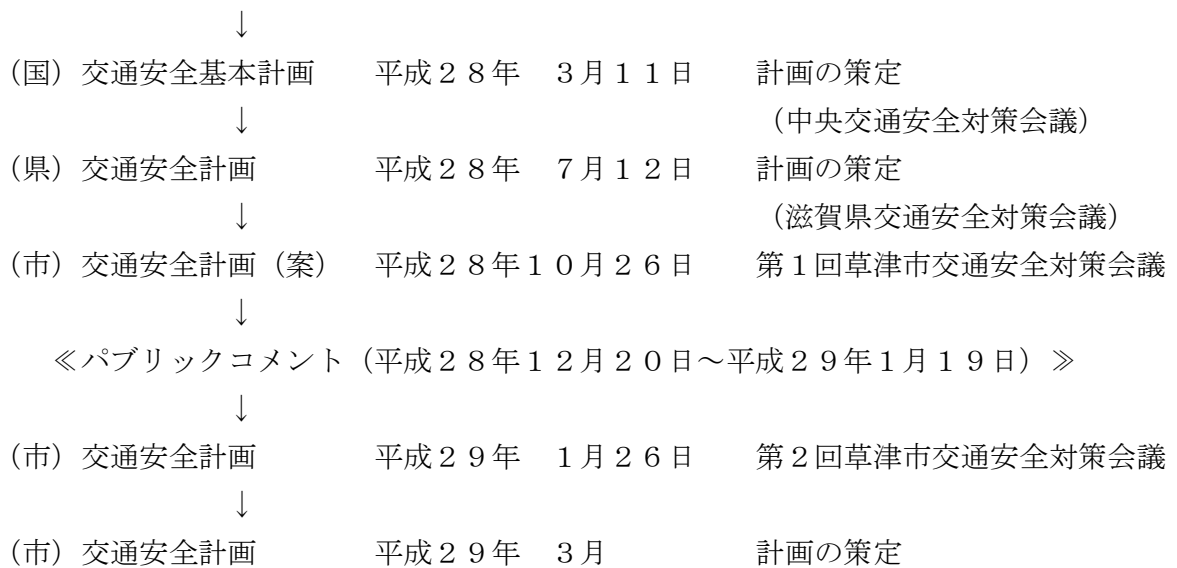 ↓
（国）交通安全基本計画　　平成２８年　３月１１日　　計画の策定
↓　（中央交通安全対策会議）
（県）交通安全計画　　平成２８年　７月１２日　　計画の策定
↓　（滋賀県交通安全対策会議）
（市）交通安全計画（案）　平成２８年１０月２６日　　第１回草津市交通安全対策会議
↓
≪パブリックコメント（平成２８年１２月２０日～平成２９年１月１９日）≫
↓
（市）交通安全計画　　平成２９年　１月２６日　　第２回草津市交通安全対策会議
↓
（市）交通安全計画　　平成２９年　３月　　計画の策定